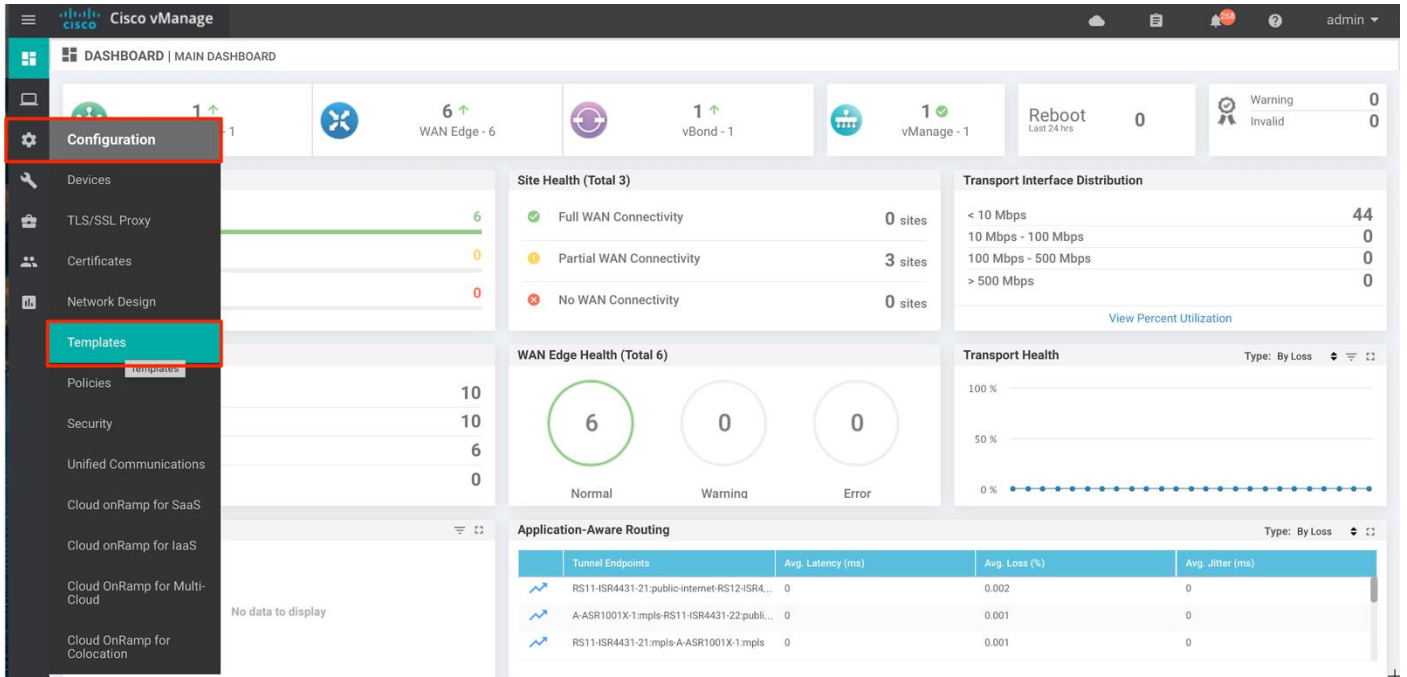 cisco Cisco vManage
268
admin
DASHBOARD | MAIN DASHBOARD
1
- 1
6
WAN Edge - 6
1
vBond - 1
1
vManage - 1
Reboot
Last 24 hrs
0
Warning 0
Invalid 0
Configuration
Devices
TLS/SSL Proxy
Certificates
Network Design
Templates
Templates
Policies
Security
Unified Communications
Cloud onRamp for SaaS
Cloud onRamp for IaaS
Cloud OnRamp for Multi-
Cloud
Cloud OnRamp for
Colocation
6
0
0
Site Health (Total 3)
Full WAN Connectivity 0 sites
Partial WAN Connectivity 3 sites
No WAN Connectivity 0 sites
Transport Interface Distribution
< 10 Mbps 44
10 Mbps - 100 Mbps 0
100 Mbps - 500 Mbps 0
> 500 Mbps 0
View Percent Utilization
10
10
6
0
WAN Edge Health (Total 6)
6 0 0
Normal Warning Error
Transport Health Type: By Loss
100 %
50 %
0 %
No data to display
Application-Aware Routing Type: By Loss
Tunnel Endpoints Avg. Latency (ms) Avg. Loss (%) Avg. Jitter (ms)
RS11-ISR4431-21:public-internet-RS12-ISR4... 0 0.002 0
A-ASR1001X-1:mpls-RS11-ISR4431-22:publi... 0 0.001 0
RS11-ISR4431-21:mpls-A-ASR1001X-1:mpls 0 0.001 0